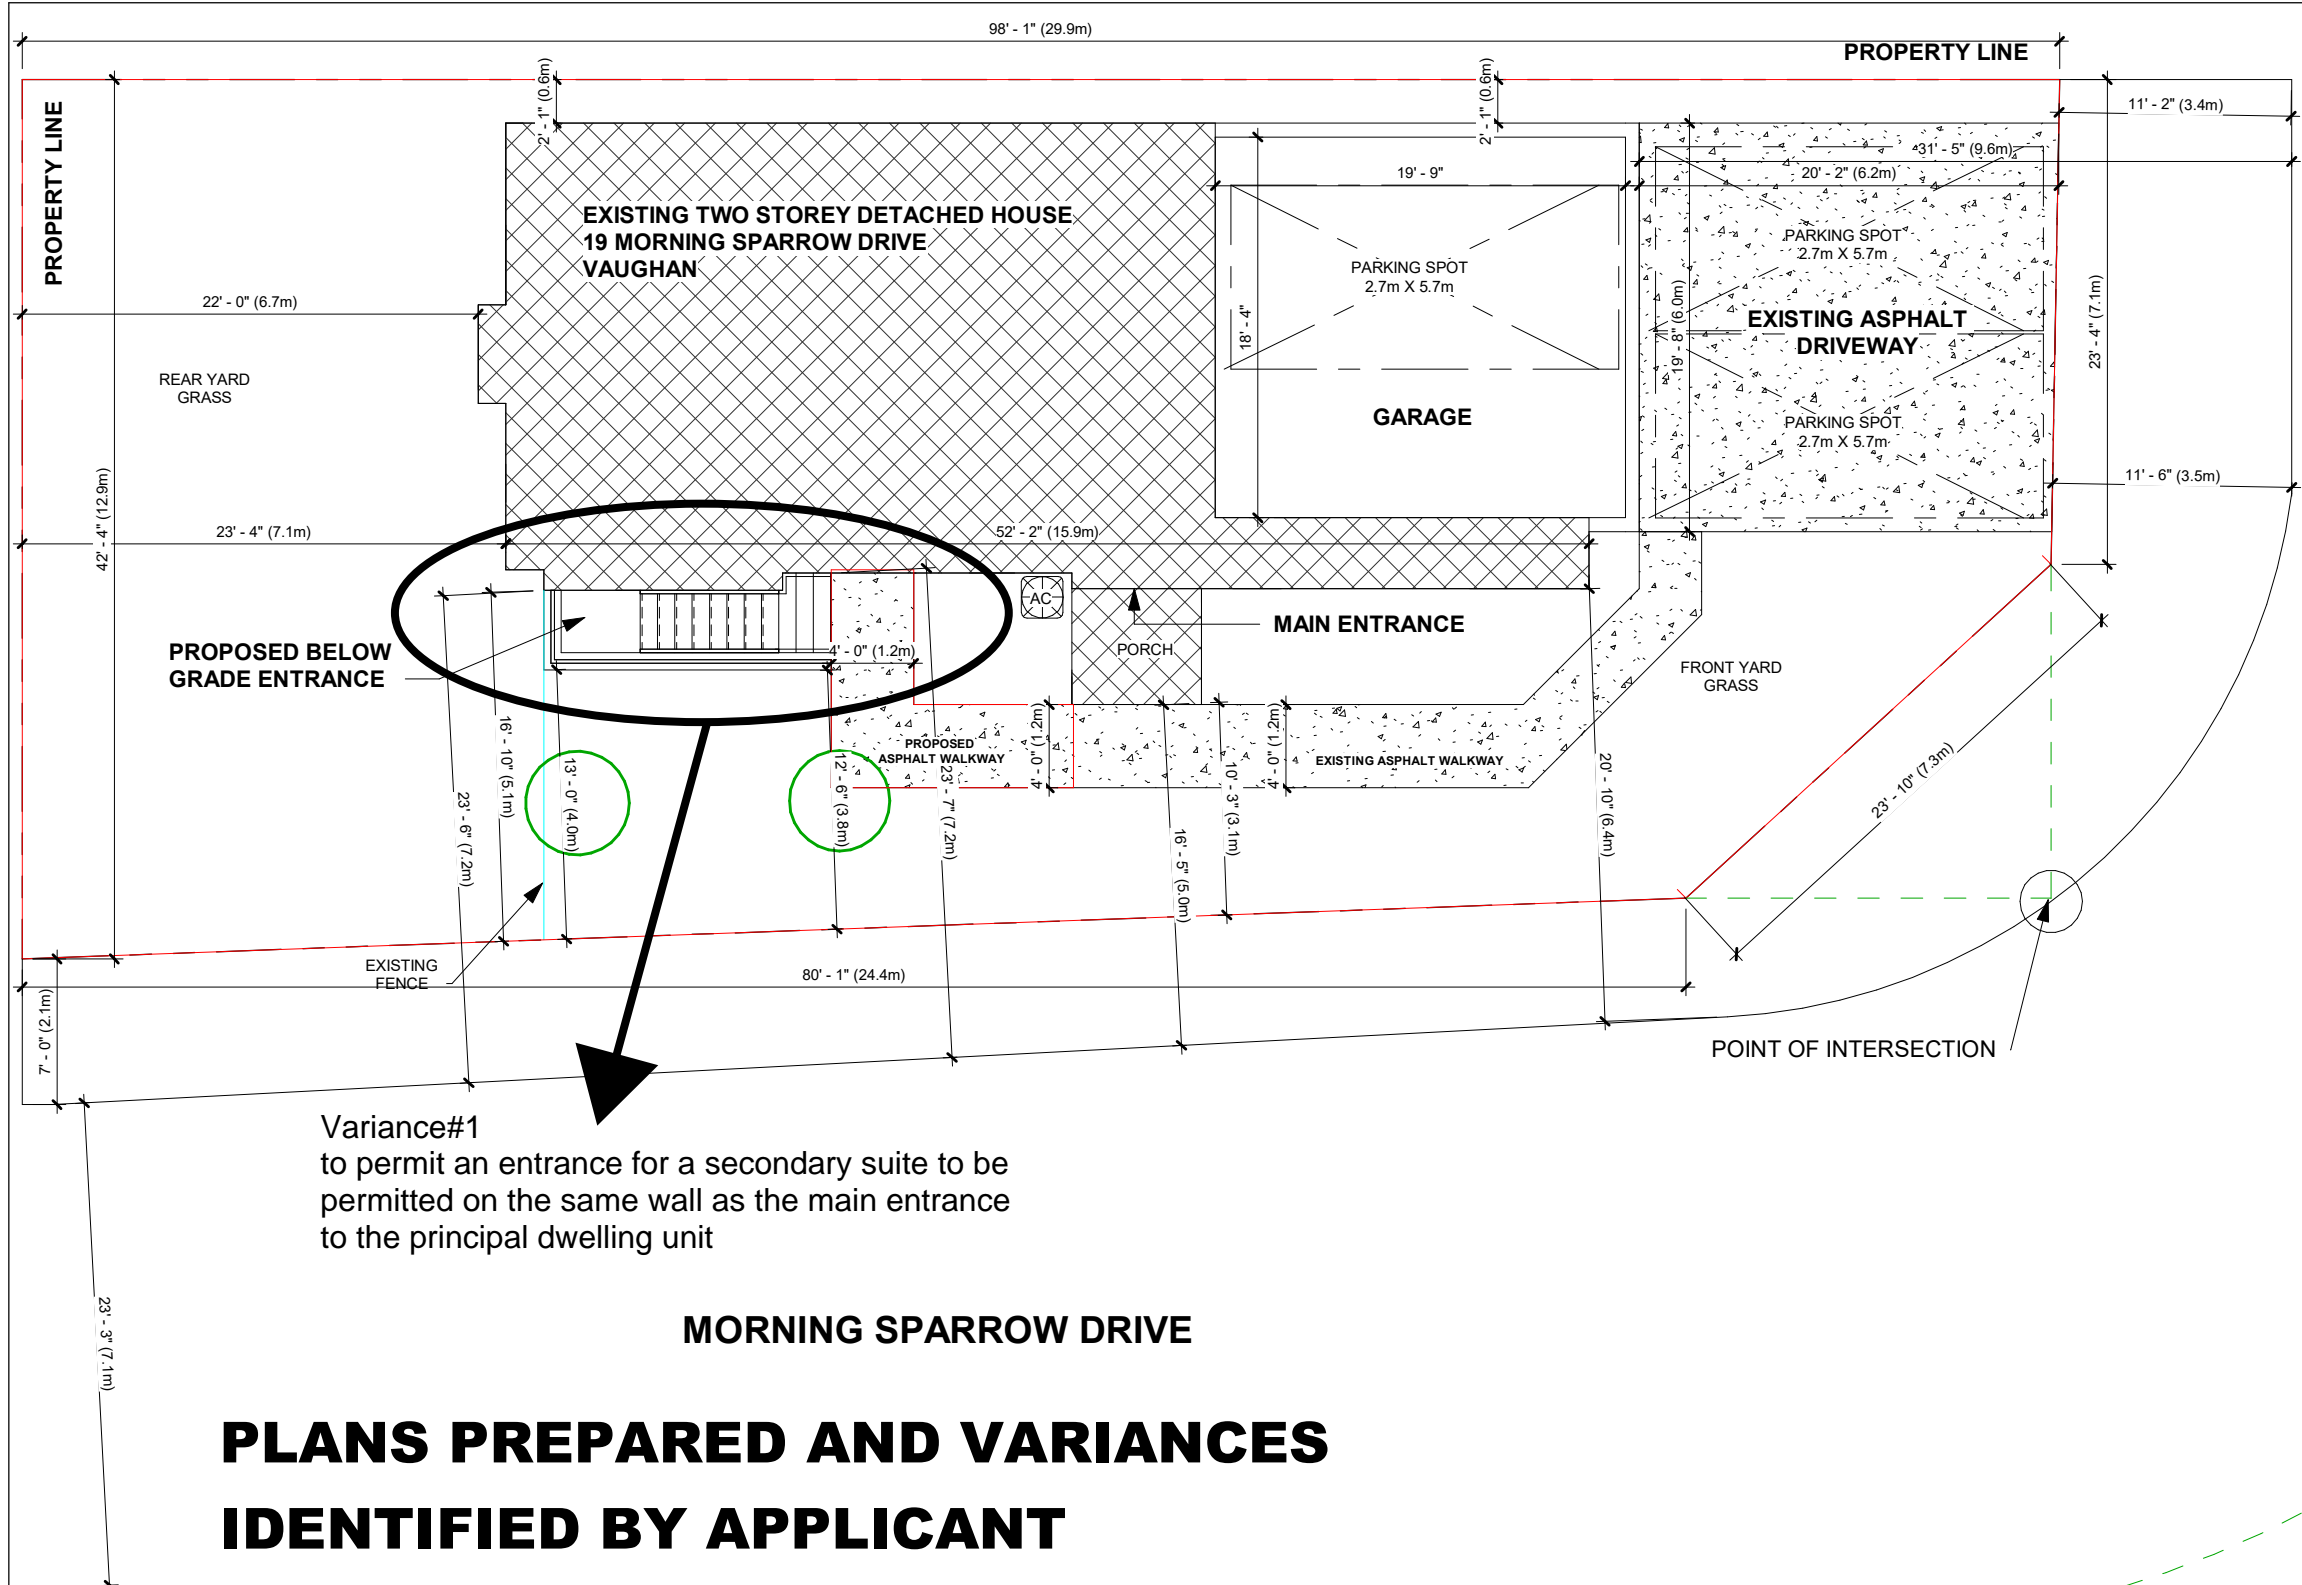 98' - 1" (29.9m)
PROPERTY LINE
PROPERTY LINE
2' - 1" (0.6m)
2' - 1" (0.6m)
11' - 2" (3.4m)
31' - 5" (9.6m)
19' - 9"
20' - 2" (6.2m)
EXISTING TWO STOREY DETACHED HOUSE
19 MORNING SPARROW DRIVE
VAUGHAN
PARKING SPOT
2.7m X 5.7m
PARKING SPOT
2.7m X 5.7m
22' - 0" (6.7m)
18' - 4"
19' - 8" (6.0m)
EXISTING ASPHALT
DRIVEWAY
23' - 4" (7.1m)
REAR YARD
GRASS
GARAGE
PARKING SPOT
2.7m X 5.7m
11' - 6" (3.5m)
42' - 4" (12.9m)
23' - 4" (7.1m)
52' - 2" (15.9m)
AC
MAIN ENTRANCE
PROPOSED BELOW
GRADE ENTRANCE
4' - 0" (1.2m)
PORCH
FRONT YARD
GRASS
16' - 10" (5.1m)
23' - 6" (7.2m)
13' - 0" (4.0m)
12' - 6" (3.8m)
PROPOSED
ASPHALT WALKWAY
23' - 7" (7.2m)
4' - 0" (1.2m)
10' - 3" (3.1m)
4' - 0" (1.2m)
EXISTING ASPHALT WALKWAY
16' - 5" (5.0m)
20' - 10" (6.4m)
23' - 10" (7.3m)
EXISTING
FENCE
80' - 1" (24.4m)
7' - 0" (2.1m)
POINT OF INTERSECTION
Variance#1
to permit an entrance for a secondary suite to be
permitted on the same wall as the main entrance
to the principal dwelling unit
23' - 3" (7.1m)
MORNING SPARROW DRIVE
PLANS PREPARED AND VARIANCES
IDENTIFIED BY APPLICANT